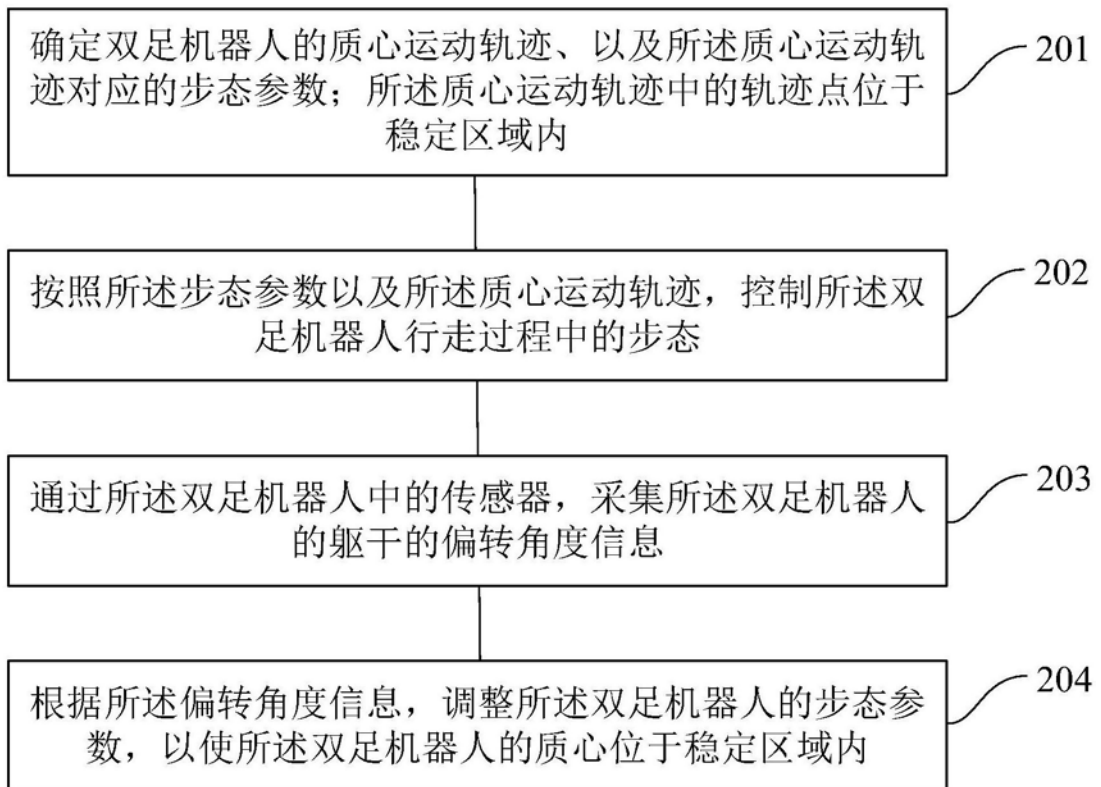 确定双足机器人的质心运动轨迹、以及所述质心运动轨
迹对应的步态参数；所述质心运动轨迹中的轨迹点位于
稳定区域内
201
按照所述步态参数以及所述质心运动轨迹，控制所述双
足机器人行走过程中的步态
202
通过所述双足机器人中的传感器，采集所述双足机器人
的躯干的偏转角度信息
203
根据所述偏转角度信息，调整所述双足机器人的步态参
数，以使所述双足机器人的质心位于稳定区域内
204